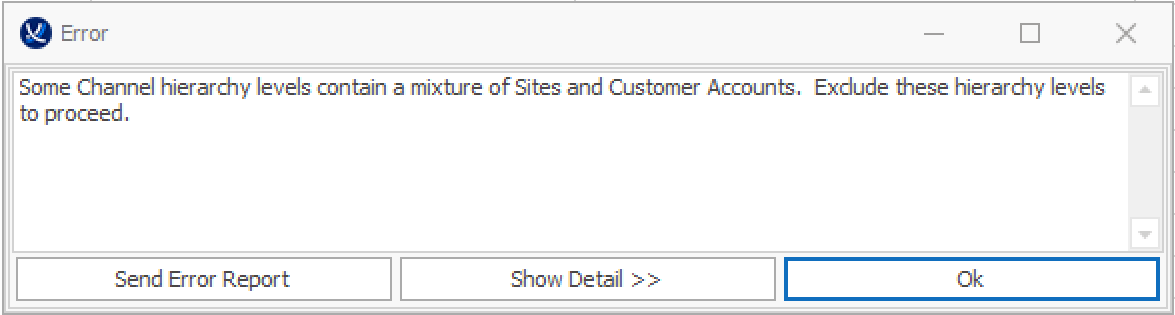 Error
Some Channel hierarchy levels contain a mixture of Sites and Customer Accounts.  Exclude these hierarchy levels
to proceed.
Send Error Report
Show Detail >>
Ok